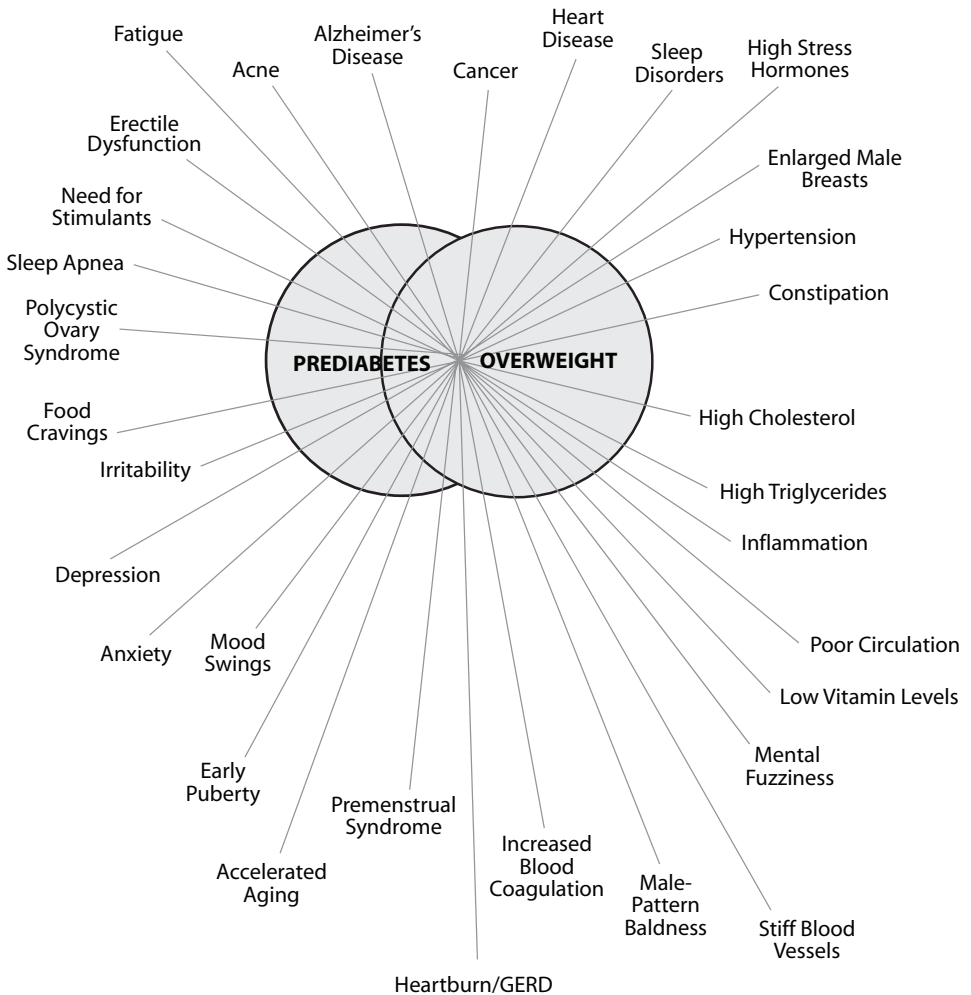 Fatigue
Acne
Alzheimer's
Disease
Cancer
Heart
Disease
Sleep
Disorders
High Stress
Hormones
Erectile
Dysfunction
Enlarged Male
Breasts
Need for
Stimulants
Hypertension
Sleep Apnea
Constipation
Polycystic
Ovary
Syndrome
PREDIABETES
OVERWEIGHT
Food
Cravings
High Cholesterol
Irritability
High Triglycerides
Inflammation
Depression
Anxiety
Mood
Swings
Poor Circulation
Low Vitamin Levels
Early
Puberty
Mental
Fuzziness
Premenstrual
Syndrome
Accelerated
Aging
Increased
Blood
Coagulation
Male-
Pattern
Baldness
Stiff Blood
Vessels
Heartburn/GERD